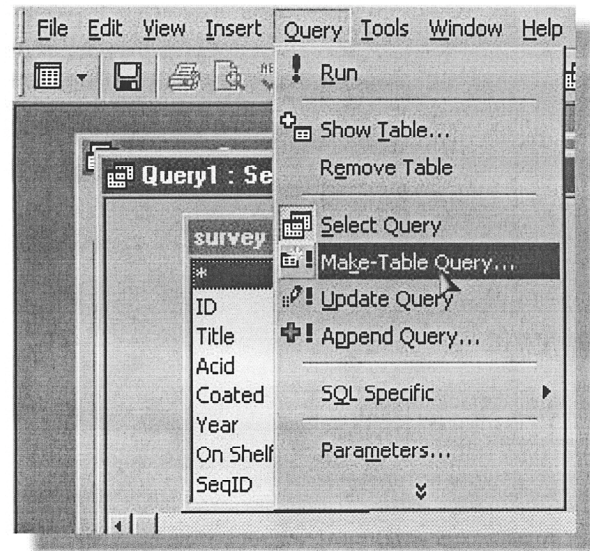 File Edit View Insert Query Tools Window Help
Run
Show Table...
Remove Table
Query1 : Se
Select Query
survey
Make-Table Query...
*
ID
Update Query
Title
Append Query...
Acid
Coated
SQL Specific
Year
On Shelf
Parameters...
SeqID